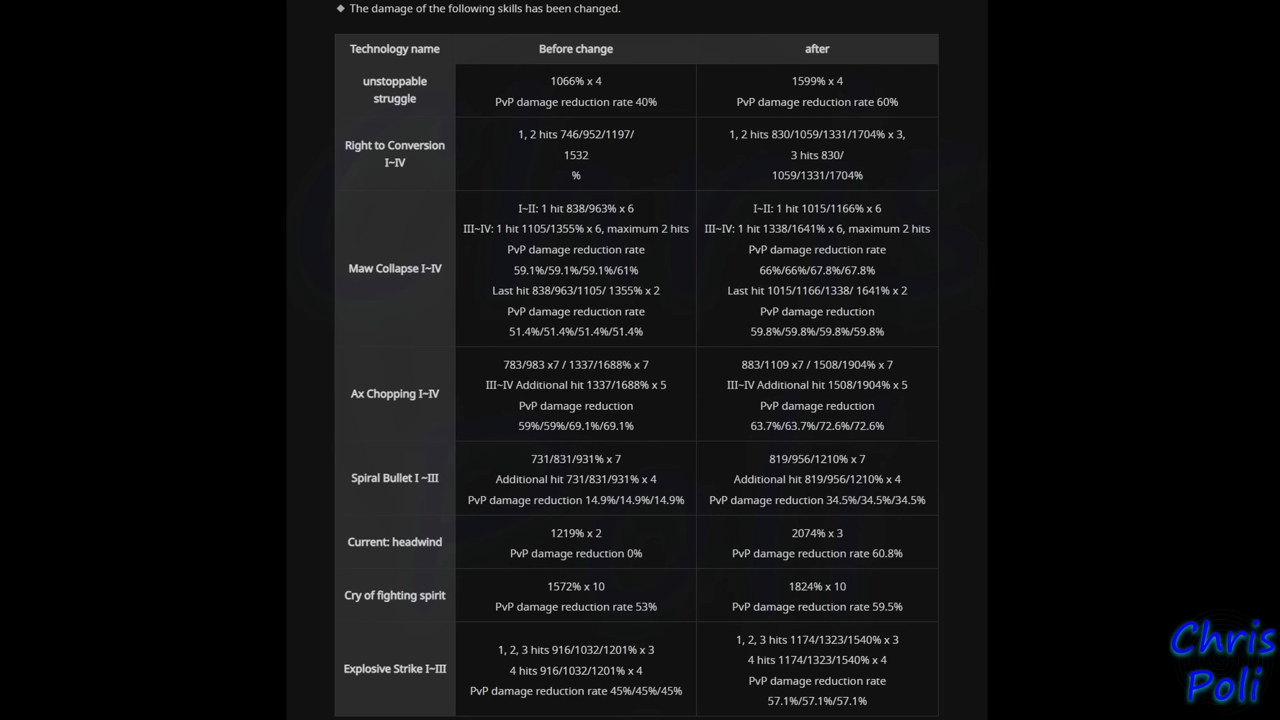 ◆ The damage of the following skills has been changed.
Technology name Before change after
unstoppable
struggle
1066% x 4
PvP damage reduction rate 40%
1599% x 4
PvP damage reduction rate 60%
Right to Conversion
I~IV
1, 2 hits 746/952/1197/
1532
%
1, 2 hits 830/1059/1331/1704% x 3,
3 hits 830/
1059/1331/1704%
Maw Collapse I~IV
I~II: 1 hit 838/963% x 6
III~IV: 1 hit 1105/1355% x 6, maximum 2 hits
PvP damage reduction rate
59.1%/59.1%/59.1%/61%
Last hit 838/963/1105/ 1355% x 2
PvP damage reduction rate
51.4%/51.4%/51.4%/51.4%
I~II: 1 hit 1015/1166% x 6
III~IV: 1 hit 1338/1641% x 6, maximum 2 hits
PvP damage reduction rate
66%/66%/67.8%/67.8%
Last hit 1015/1166/1338/ 1641% x 2
PvP damage reduction
59.8%/59.8%/59.8%/59.8%
Ax Chopping I~IV
783/983 x7 / 1337/1688% x 7
III~IV Additional hit 1337/1688% x 5
PvP damage reduction
59%/59%/69.1%/69.1%
883/1109 x7 / 1508/1904% x 7
III~IV Additional hit 1508/1904% x 5
PvP damage reduction
63.7%/63.7%/72.6%/72.6%
Spiral Bullet I ~III
731/831/931% x 7
Additional hit 731/831/931% x 4
PvP damage reduction 14.9%/14.9%/14.9%
819/956/1210% x 7
Additional hit 819/956/1210% x 4
PvP damage reduction 34.5%/34.5%/34.5%
Current: headwind
1219% x 2
PvP damage reduction 0%
2074% x 3
PvP damage reduction rate 60.8%
Cry of fighting spirit
1572% x 10
PvP damage reduction rate 53%
1824% x 10
PvP damage reduction rate 59.5%
Explosive Strike I~III
1, 2, 3 hits 916/1032/1201% x 3
4 hits 916/1032/1201% x 4
PvP damage reduction rate 45%/45%/45%
1, 2, 3 hits 1174/1323/1540% x 3
4 hits 1174/1323/1540% x 4
PvP damage reduction rate
57.1%/57.1%/57.1%
Chris
Poli